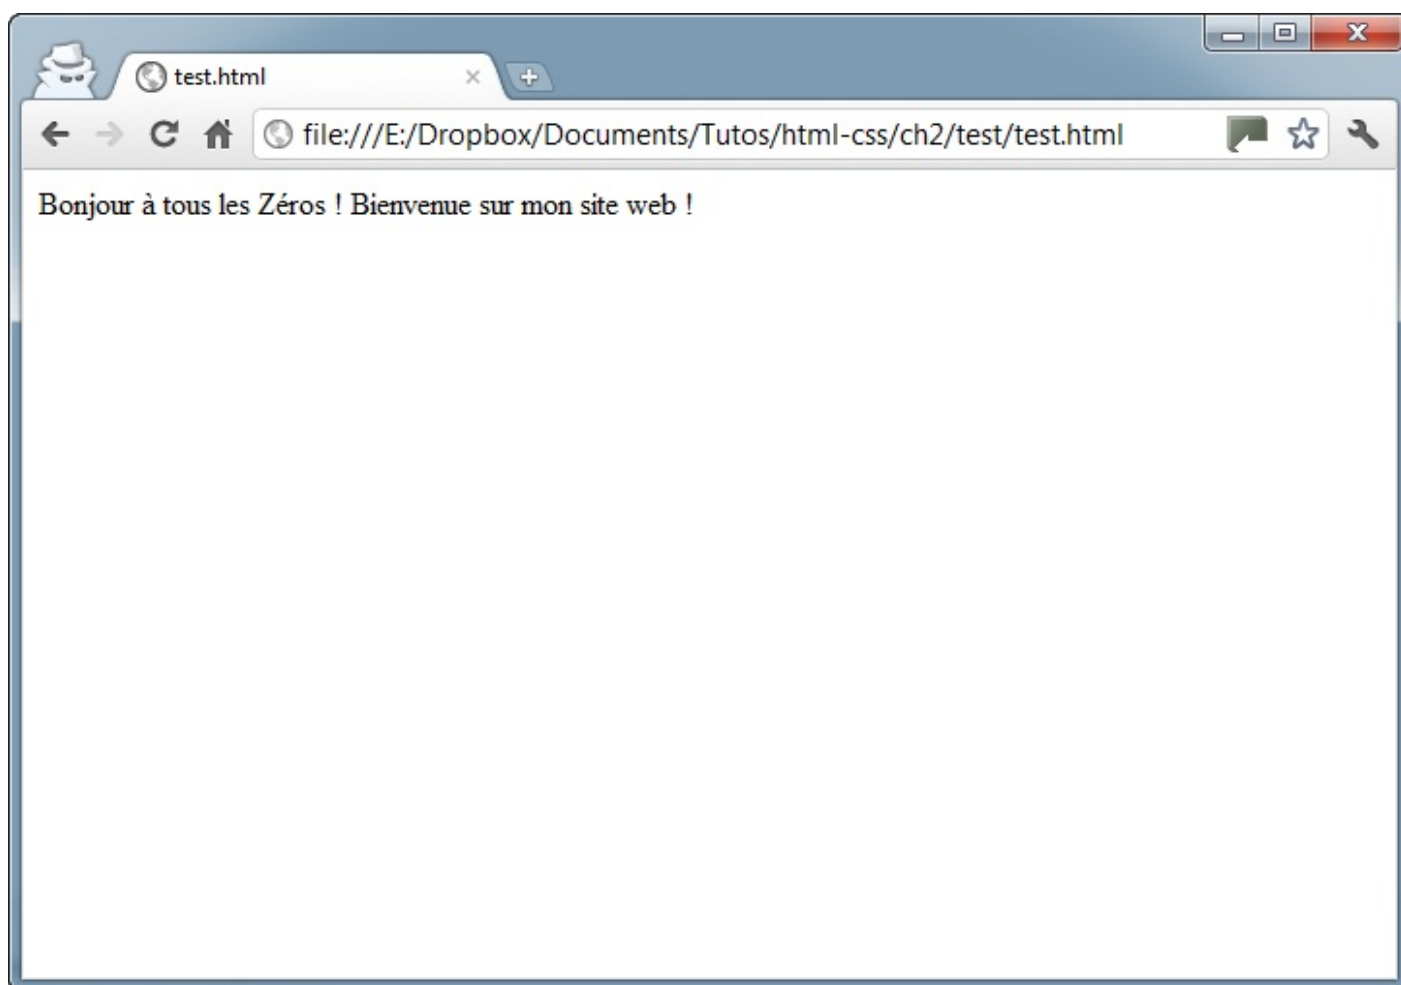 test.html
file:///E:/Dropbox/Documents/Tutos/html-css/ch2/test/test.html
Bonjour à tous les Zéros ! Bienvenue sur mon site web !